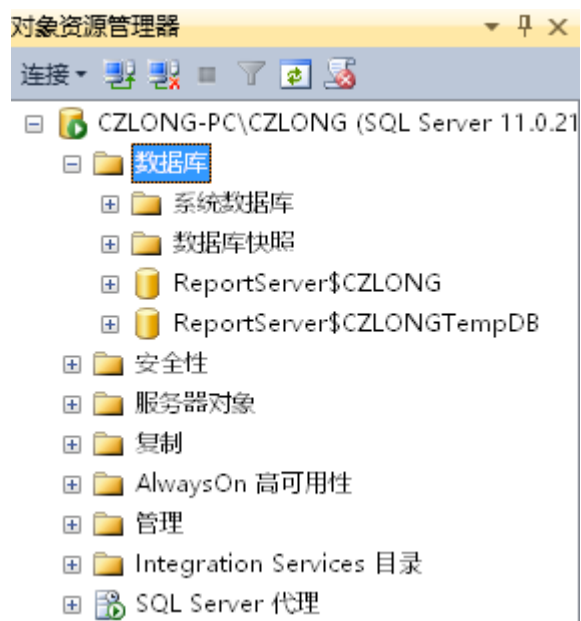 对象资源管理器
连接
CZLONG-PC\CZLONG (SQL Server 11.0.21
数据库
系统数据库
数据库快照
ReportServer$CZLONG
ReportServer$CZLONGTempDB
安全性
服务器对象
复制
AlwaysOn 高可用性
管理
Integration Services 目录
SQL Server 代理